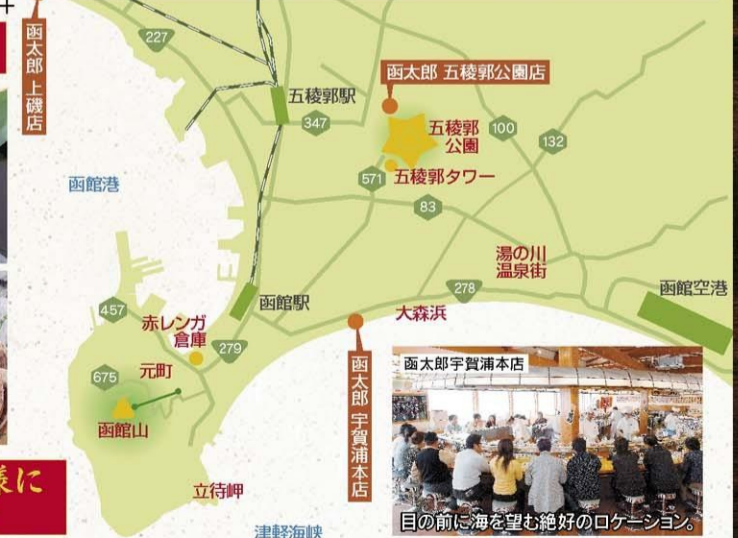 函太郎 上磯店
227
函太郎 五稜郭公園店
五稜郭駅
347
五稜郭
公園
100
132
函館港
571
五稜郭タワー
83
湯の川
温泉街
278
函館空港
大森浜
函館駅
457
赤レンガ
倉庫
279
675
元町
函館山
函太郎 宇賀浦本店
函太郎宇賀浦本店
目の前に海を望む絶好のロケーション。
様に
立待岬
津軽海峡